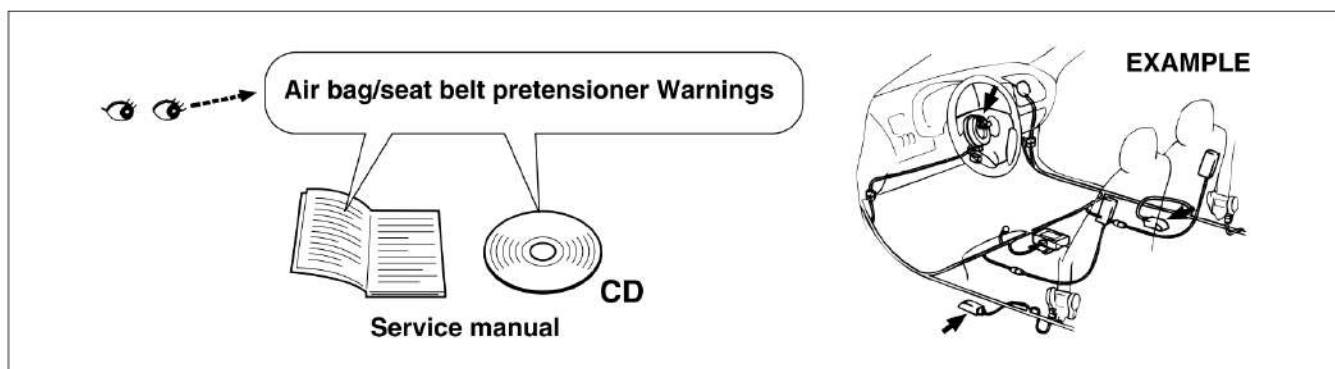 Air bag/seat belt pretensioner Warnings
EXAMPLE
CD
Service manual